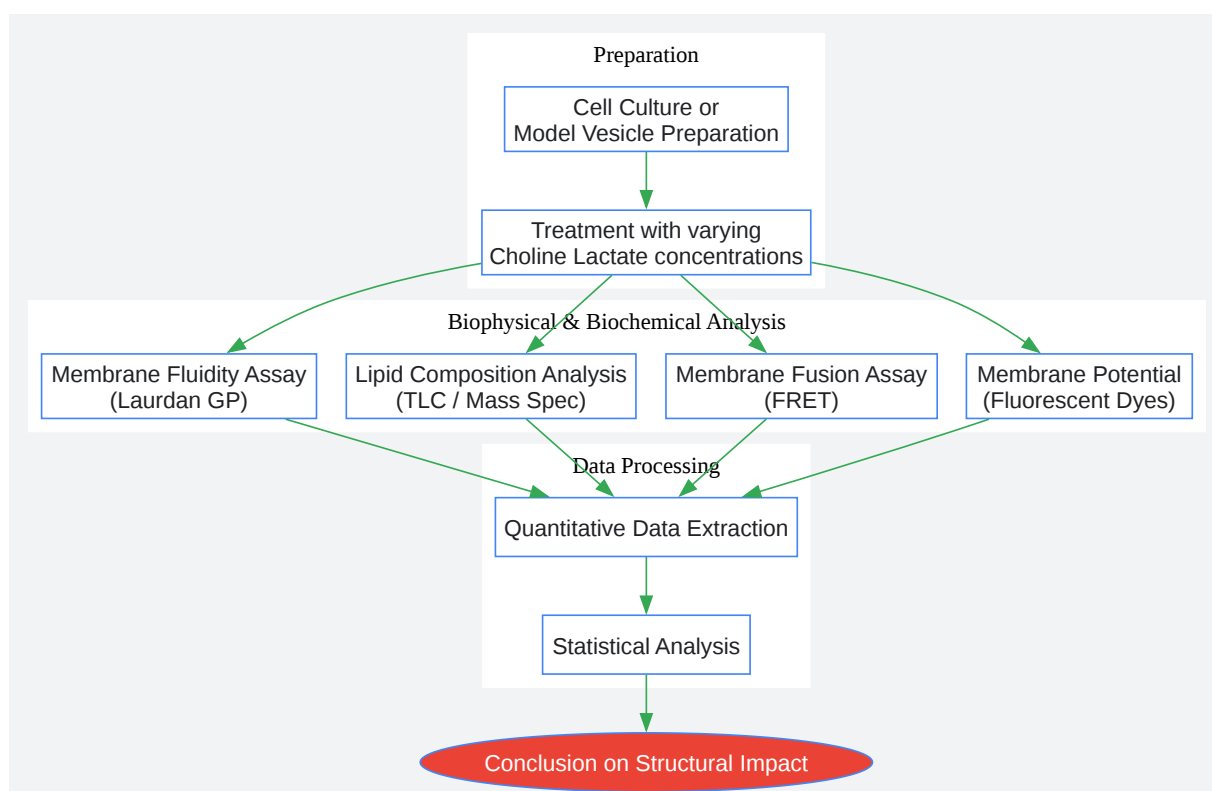 Preparation
Cell Culture or
Model Vesicle Preparation
Treatment with varying
Choline Lactate concentrations
Biophysical & Biochemical Analysis
Membrane Fluidity Assay
(Laurdan GP)
Lipid Composition Analysis
(TLC / Mass Spec)
Membrane Fusion Assay
(FRET)
Membrane Potential
(Fluorescent Dyes)
Data Processing
Quantitative Data Extraction
Statistical Analysis
Conclusion on Structural Impact